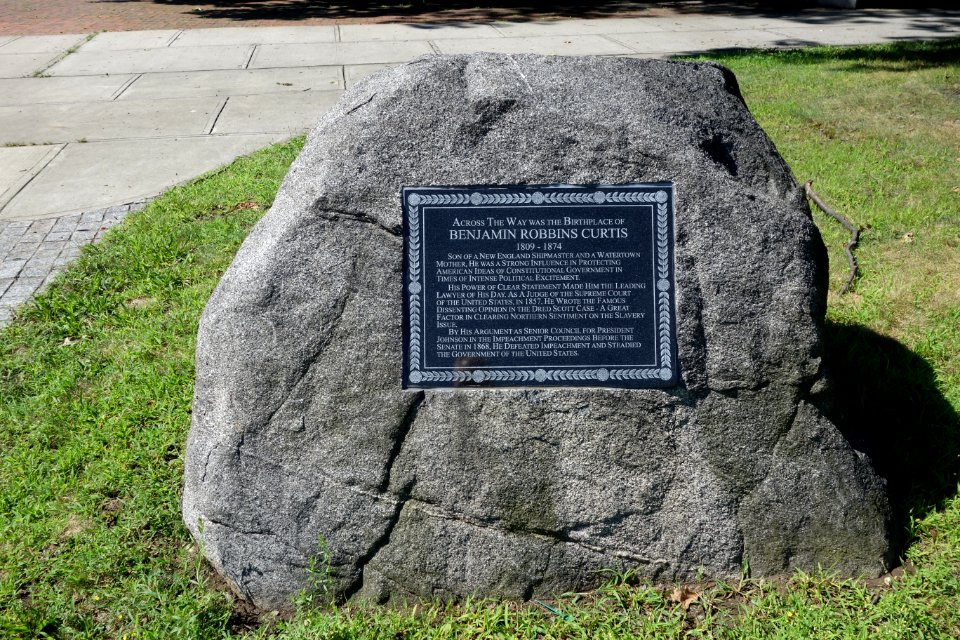 ACROSS THE WAY WAS THE BIRTHPLACE OF
BENJAMIN ROBBINS CURTIS
1809 - 1874
SON OF A NEW ENGLAND SHIPMASTER AND A WATERTOWN
MOTHER, HE WAS A STRONG INFLUENCE IN PROTECTING
AMERICAN IDEAS OF CONSTITUTIONAL GOVERNMENT IN
TIMES OF INTENSE POLITICAL EXCITEMENT.
HIS POWER OF CLEAR STATEMENT MADE HIM THE LEADING
LAWYER OF HIS DAY. AS A JUDGE OF THE SUPREME COURT
OF THE UNITED STATES, IN 1857, HE WROTE THE FAMOUS
DISSENTING OPINION IN THE DRED SCOTT CASE - A GREAT
FACTOR IN CLEARING NORTHERN SENTIMENT ON THE SLAVERY
ISSUE.
BY HIS ARGUMENT AS SENIOR COUNCIL FOR PRESIDENT
JOHNSON IN THE IMPEACHMENT PROCEEDINGS BEFORE THE
SENATE IN 1868, HE DEFEATED IMPEACHMENT AND STEADIED
THE GOVERNMENT OF THE UNITED STATES.